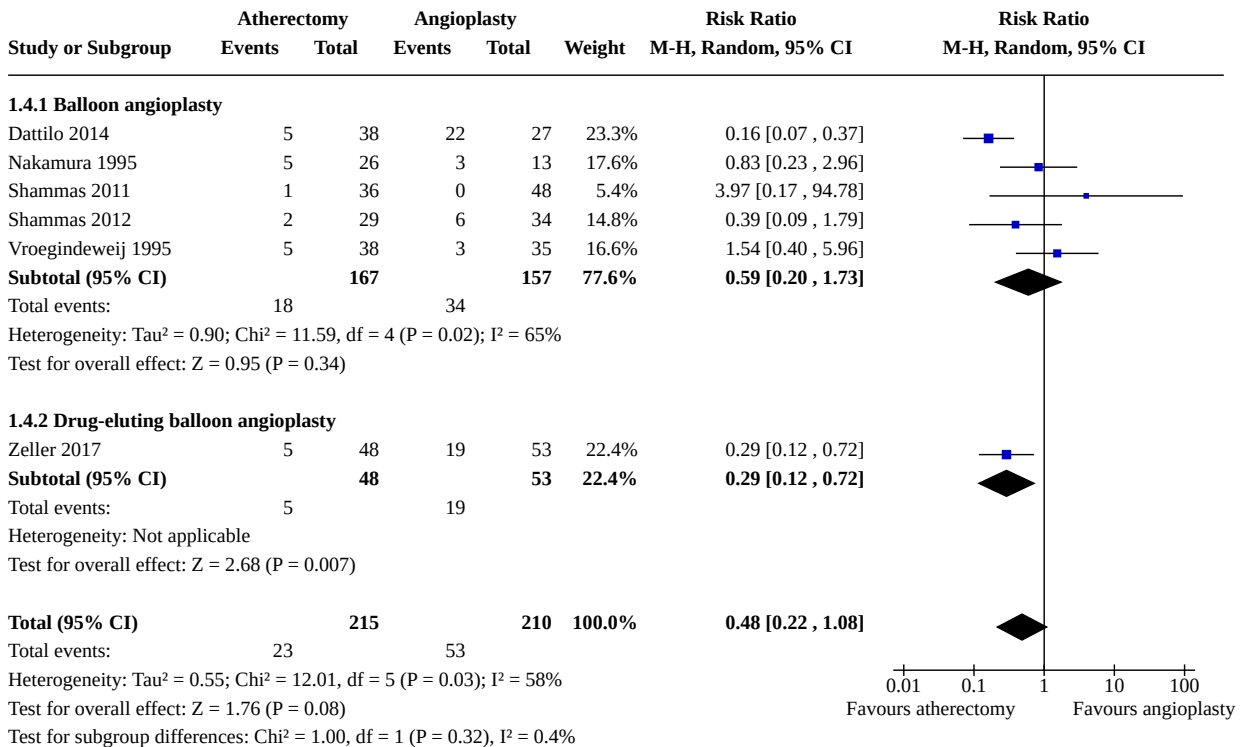 Atherectomy Angioplasty Risk Ratio Risk Ratio
Study or Subgroup Events Total Events Total Weight M-H, Random, 95% CI M-H, Random, 95% CI
1.4.1 Balloon angioplasty
Dattilo 2014 5 38 22 27 23.3% 0.16 [0.07 , 0.37]
Nakamura 1995 5 26 3 13 17.6% 0.83 [0.23 , 2.96]
Shammas 2011 1 36 0 48 5.4% 3.97 [0.17 , 94.78]
Shammas 2012 2 29 6 34 14.8% 0.39 [0.09 , 1.79]
Vroegindeweij 1995 5 38 3 35 16.6% 1.54 [0.40 , 5.96]
Subtotal (95% CI) 167 157 77.6% 0.59 [0.20 , 1.73]
Total events: 18 34
Heterogeneity: Tau² = 0.90; Chi² = 11.59, df = 4 (P = 0.02); I² = 65%
Test for overall effect: Z = 0.95 (P = 0.34)
1.4.2 Drug-eluting balloon angioplasty
Zeller 2017 5 48 19 53 22.4% 0.29 [0.12 , 0.72]
Subtotal (95% CI) 48 53 22.4% 0.29 [0.12 , 0.72]
Total events: 5 19
Heterogeneity: Not applicable
Test for overall effect: Z = 2.68 (P = 0.007)
Total (95% CI) 215 210 100.0% 0.48 [0.22 , 1.08]
Total events: 23 53
Heterogeneity: Tau² = 0.55; Chi² = 12.01, df = 5 (P = 0.03); I² = 58%
0.01 0.1 1 10 100
Test for overall effect: Z = 1.76 (P = 0.08) Favours atherectomy Favours angioplasty
Test for subgroup differences: Chi² = 1.00, df = 1 (P = 0.32), I² = 0.4%